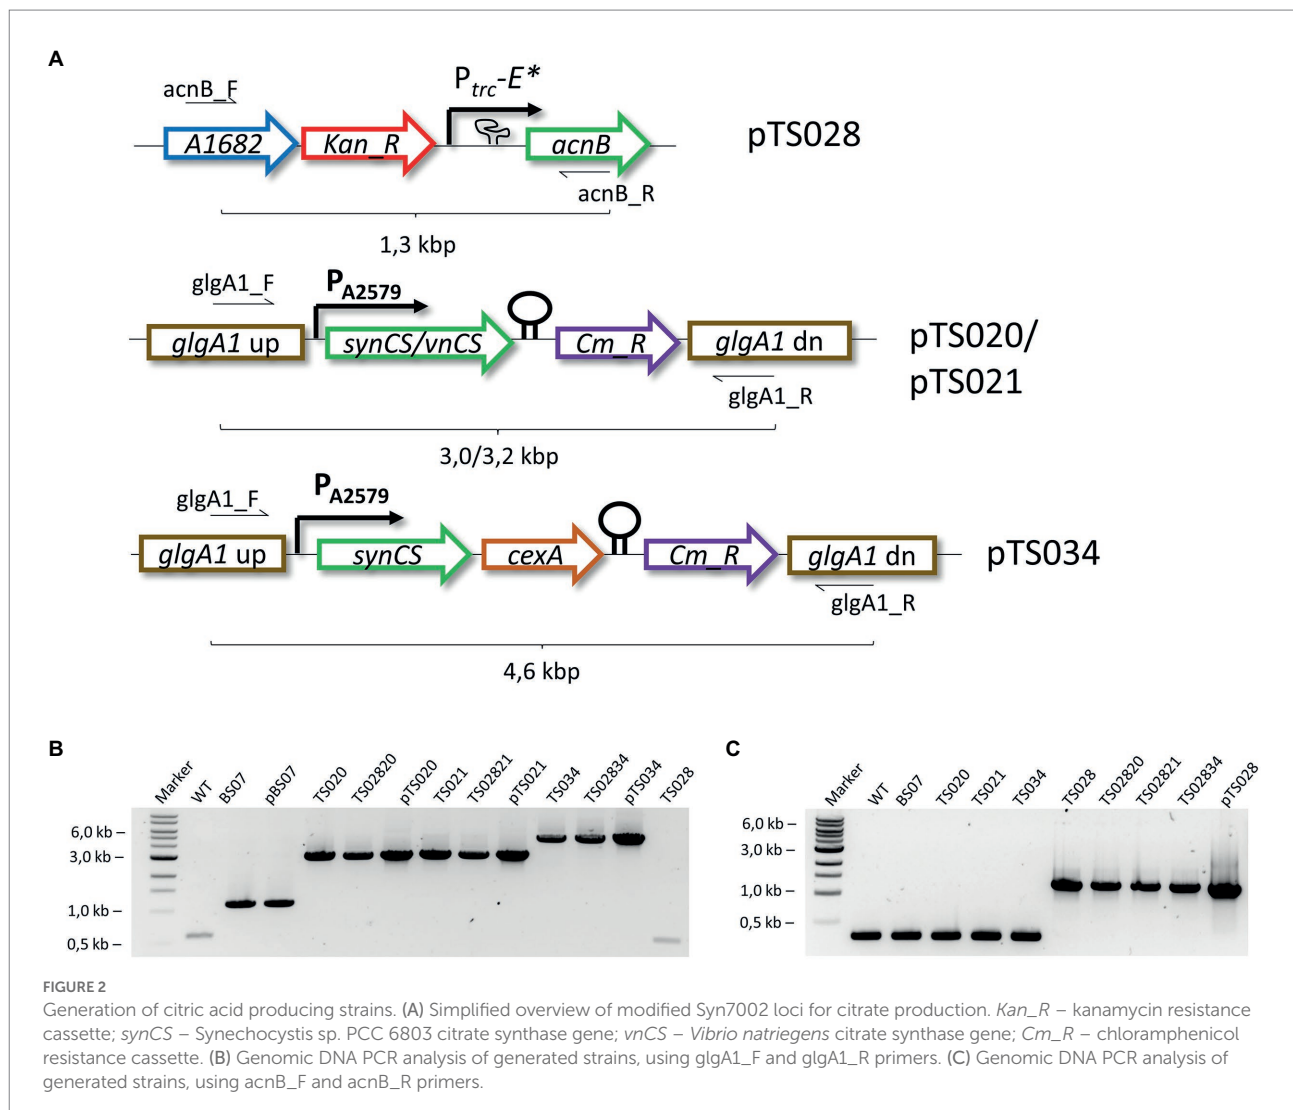 A
acnB_F
Ptrc-E*
A1682
Kan_R
acnB
pTS028
acnB_R
1,3 kbp
glgA1_F
PA2579
glgA1 up
synCS/vnCS
Cm_R
glgA1 dn
pTS020/
pTS021
glgA1_R
3,0/3,2 kbp
glgA1_F
PA2579
glgA1 up
synCS
cexA
Cm_R
glgA1 dn
pTS034
glgA1_R
4,6 kbp
B
Marker
WT
BS07
pBS07
TS020
TS02820
pTS020
TS021
TS02821
pTS021
TS034
TS02834
pTS034
TS028
6,0 kb –
3,0 kb –
1,0 kb –
0,5 kb –
C
Marker
WT
BS07
TS020
TS021
TS034
TS028
TS02820
TS02821
TS02834
pTS028
6,0 kb –
3,0 kb –
1,0 kb –
0,5 kb –
FIGURE 2
Generation of citric acid producing strains. (A) Simplified overview of modified Syn7002 loci for citrate production. Kan_R – kanamycin resistance
cassette; synCS – Synechocystis sp. PCC 6803 citrate synthase gene; vnCS – Vibrio natriegens citrate synthase gene; Cm_R – chloramphenicol
resistance cassette. (B) Genomic DNA PCR analysis of generated strains, using glgA1_F and glgA1_R primers. (C) Genomic DNA PCR analysis of
generated strains, using acnB_F and acnB_R primers.